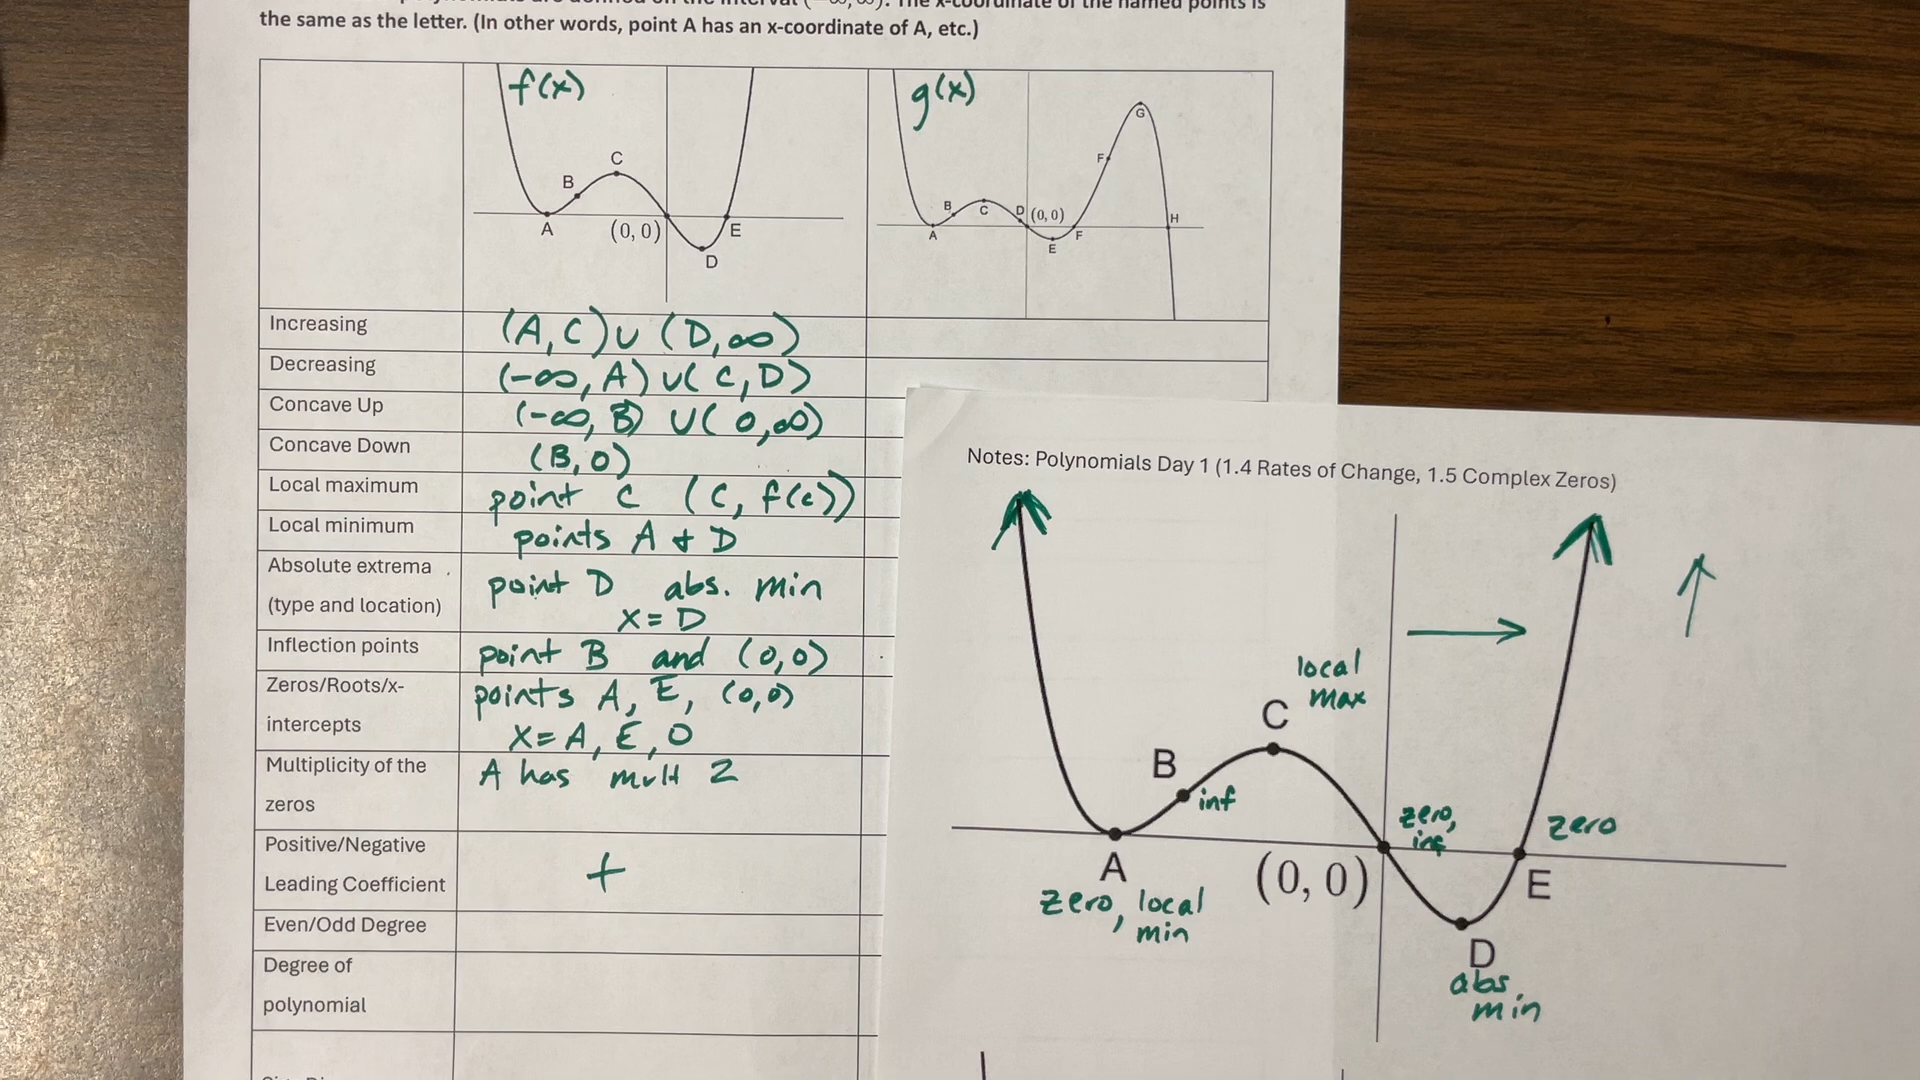 the same as the letter. (In other words, point A has an x-coordinate of A, etc.)
f(x)
C
B
A
(0, 0)
E
D
g(x)
G
F
B
C
D
(0, 0)
H
A
E
F
Increasing
(A, C) ∪ (D, ∞)
Decreasing
(-∞, A) ∪ ( C, D)
Concave Up
(-∞, B) ∪ ( 0, ∞)
Concave Down
(B, 0)
Local maximum
point C (C, f(c))
Local minimum
points A + D
Absolute extrema
(type and location)
point D abs. min
x = D
Inflection points
point B and (0,0)
Zeros/Roots/x-
intercepts
points A, E, (0,0)
x = A, E, 0
Multiplicity of the
zeros
A has mult 2
Positive/Negative
Leading Coefficient
+
Even/Odd Degree
Degree of
polynomial
Notes: Polynomials Day 1 (1.4 Rates of Change, 1.5 Complex Zeros)
local
max
C
B
inf
zero,
inf
zero
A
(0, 0)
E
zero, local
min
D
abs
min